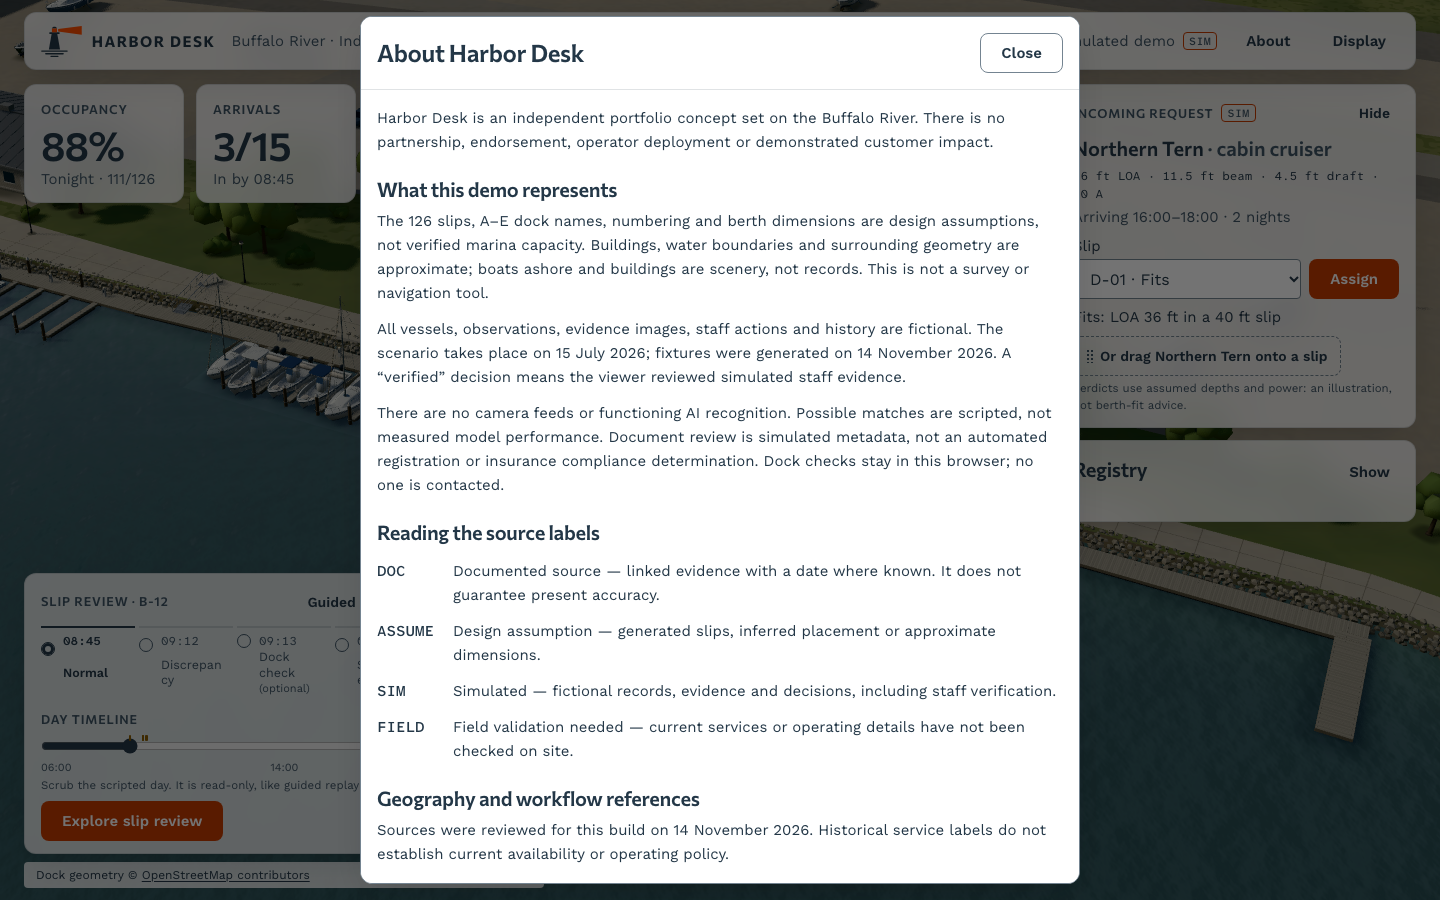 HARBOR DESK
Buffalo River · Ind
demo
SIM
About
Display
OCCUPANCY
88%
Tonight · 111/126
ARRIVALS
3/15
In by 08:45
About Harbor Desk
Close
Harbor Desk is an independent portfolio concept set on the Buffalo River. There is no
partnership, endorsement, operator deployment or demonstrated customer impact.
What this demo represents
The 126 slips, A–E dock names, numbering and berth dimensions are design assumptions,
not verified marina capacity. Buildings, water boundaries and surrounding geometry are
approximate; boats ashore and buildings are scenery, not records. This is not a survey or
navigation tool.
All vessels, observations, evidence images, staff actions and history are fictional. The
scenario takes place on 15 July 2026; fixtures were generated on 14 November 2026. A
“verified” decision means the viewer reviewed simulated staff evidence.
There are no camera feeds or functioning AI recognition. Possible matches are scripted, not
measured model performance. Document review is simulated metadata, not an automated
registration or insurance compliance determination. Dock checks stay in this browser; no
one is contacted.
Reading the source labels
DOC
Documented source — linked evidence with a date where known. It does not
guarantee present accuracy.
ASSUME
Design assumption — generated slips, inferred placement or approximate
dimensions.
SIM
Simulated — fictional records, evidence and decisions, including staff verification.
FIELD
Field validation needed — current services or operating details have not been
checked on site.
Geography and workflow references
Sources were reviewed for this build on 14 November 2026. Historical service labels do not
establish current availability or operating policy.
NCOMING REQUEST
SIM
Hide
Northern Tern · cabin cruiser
6 ft LOA · 11.5 ft beam · 4.5 ft draft ·
0 A
Arriving 16:00–18:00 · 2 nights
Slip
D-01 · Fits
Assign
Fits: LOA 36 ft in a 40 ft slip
Or drag Northern Tern onto a slip
erdicts use assumed depths and power: an illustration,
ot berth-fit advice.
Registry
Show
SLIP REVIEW · B-12
Guided
08:45
Normal
09:12
Discrepan
cy
09:13
Dock
check
(optional)
DAY TIMELINE
06:00
14:00
Scrub the scripted day. It is read-only, like guided replay
Explore slip review
Dock geometry © OpenStreetMap contributors